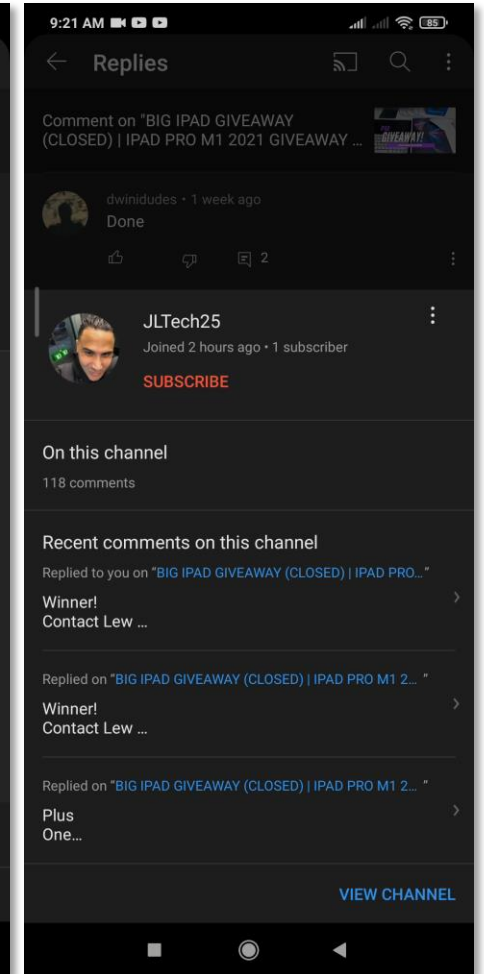 9:21 AM
85
Replies
Comment on "BIG IPAD GIVEAWAY
(CLOSED) | IPAD PRO M1 2021 GIVEAWAY ...
GIVEAWAY!
dwinidudes • 1 week ago
Done
2
JLTech25
Joined 2 hours ago • 1 subscriber
SUBSCRIBE
On this channel
118 comments
Recent comments on this channel
Replied to you on "BIG IPAD GIVEAWAY (CLOSED) | IPAD PRO... "
Winner!
Contact Lew ...
Replied on "BIG IPAD GIVEAWAY (CLOSED) | IPAD PRO M1 2... "
Winner!
Contact Lew ...
Replied on "BIG IPAD GIVEAWAY (CLOSED) | IPAD PRO M1 2... "
Plus
One...
VIEW CHANNEL